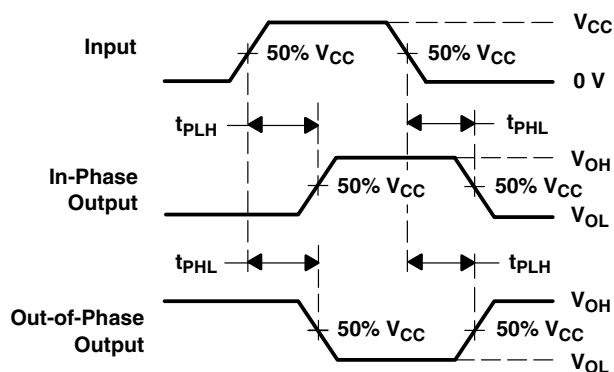 V_CC
Input
50% V_CC
50% V_CC
0 V
t_PLH
t_PHL
In-Phase
Output
V_OH
50% V_CC
50% V_CC
V_OL
t_PHL
t_PLH
Out-of-Phase
Output
V_OH
50% V_CC
50% V_CC
V_OL